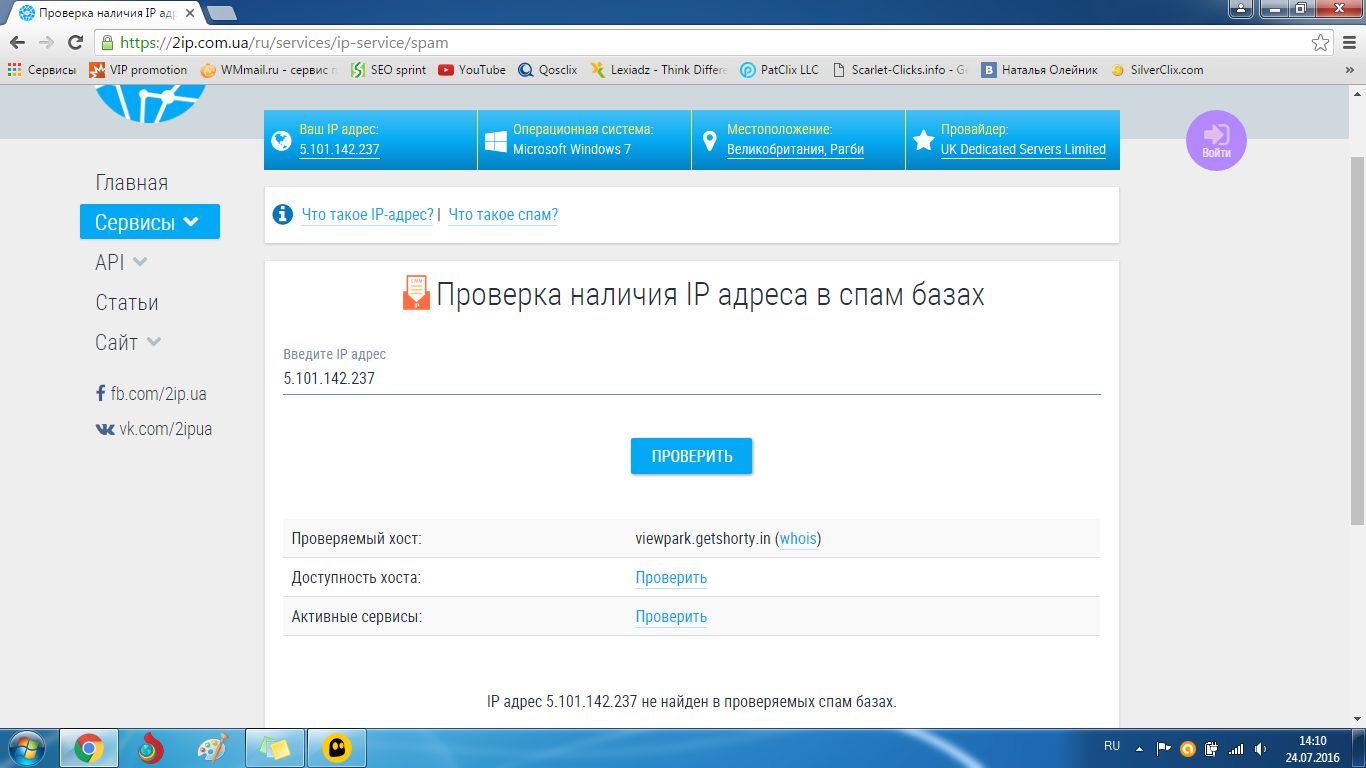 Проверка наличия IP адр
https://2ip.com.ua/ru/services/ip-service/spam
Сервисы VIP promotion WMmail.ru - сервис п SEO sprint YouTube Qosclix Lexiadz - Think Differe PatClix LLC Scarlet-Clicks.info - Ge Наталья Олейник SilverClix.com »
Ваш IP адрес:
5.101.142.237
Операционная система:
Microsoft Windows 7
Местоположение:
Великобритания, Рагби
Провайдер:
UK Dedicated Servers Limited
Войти
Главная
Сервисы
API
Статьи
Сайт
fb.com/2ip.ua
vk.com/2ipua
Что такое IP-адрес? | Что такое спам?
Проверка наличия IP адреса в спам базах
Введите IP адрес
5.101.142.237
ПРОВЕРИТЬ
Проверяемый хост: viewpark.getshorty.in (whois)
Доступность хоста: Проверить
Активные сервисы: Проверить
IP адрес 5.101.142.237 не найден в проверяемых спам базах.
RU
14:10
24.07.2016